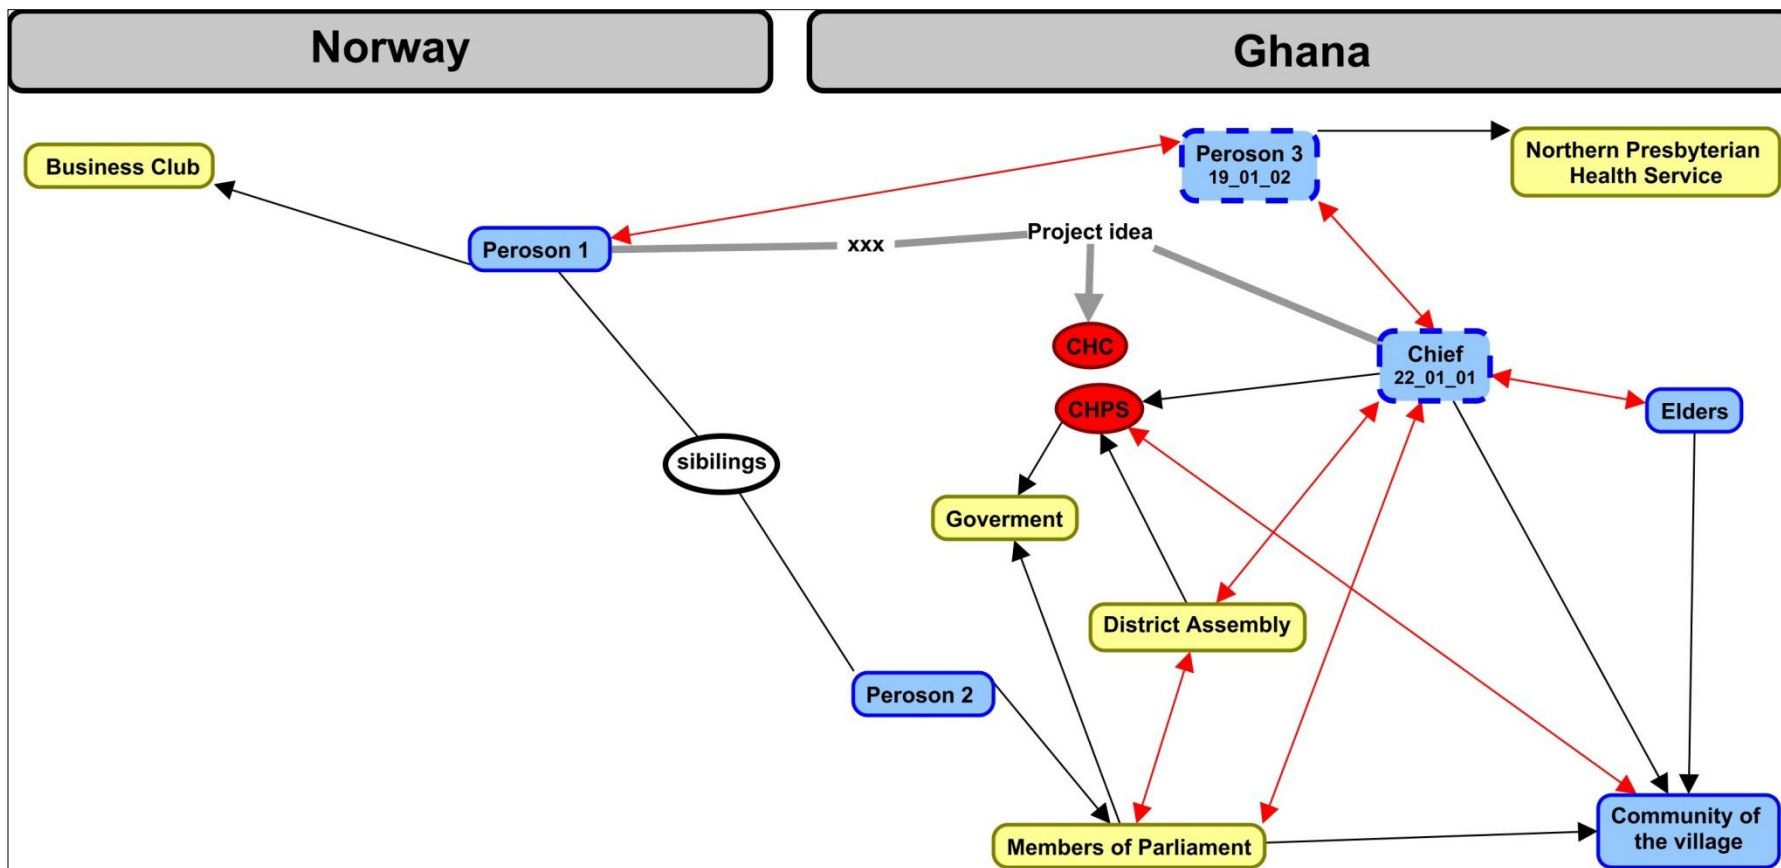 Norway
Ghana
Business Club
Peroson 3
19_01_02
Northern Presbyterian
Health Service
Peroson 1
xxx
Project idea
CHC
Chief
22_01_01
CHPS
Elders
sibilings
Goverment
District Assembly
Peroson 2
Members of Parliament
Community of
the village